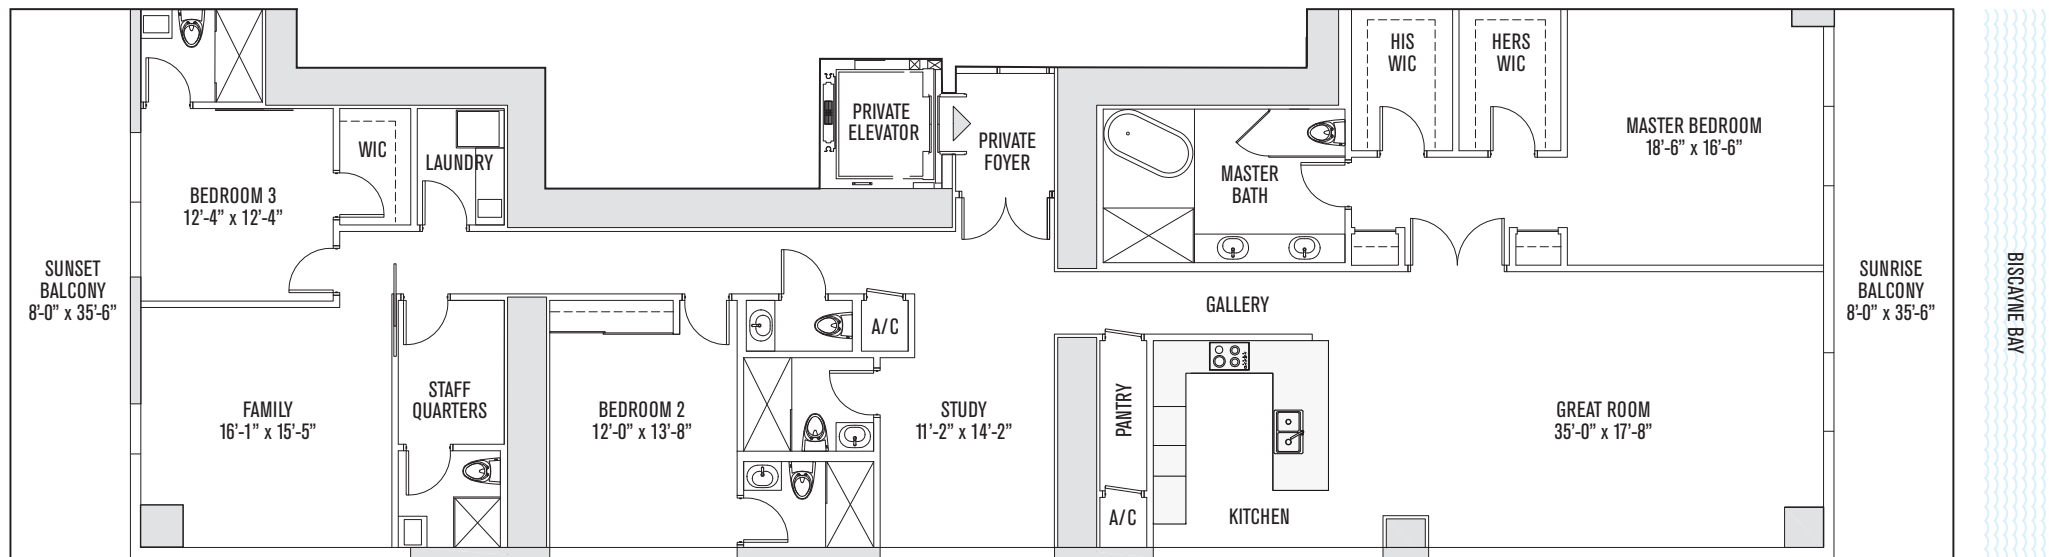 SUNSET
BALCONY
8'-0" x 35'-6"
BEDROOM 3
12'-4" x 12'-4"
WIC
LAUNDRY
PRIVATE
ELEVATOR
PRIVATE
FOYER
MASTER
BATH
HIS
WIC
HERS
WIC
MASTER BEDROOM
18'-6" x 16'-6"
SUNRISE
BALCONY
8'-0" x 35'-6"
BISCAYNE BAY
FAMILY
16'-1" x 15'-5"
STAFF
QUARTERS
BEDROOM 2
12'-0" x 13'-8"
A/C
STUDY
11'-2" x 14'-2"
GALLERY
PANTRY
A/C
KITCHEN
GREAT ROOM
35'-0" x 17'-8"